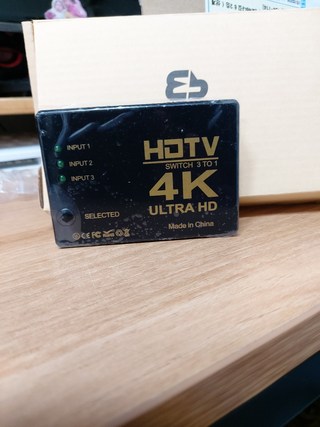 INPUT 1
INPUT 2
INPUT 3
SELECTED
HDTV
SWITCH 3 TO 1
4K
ULTRA HD
Made in China